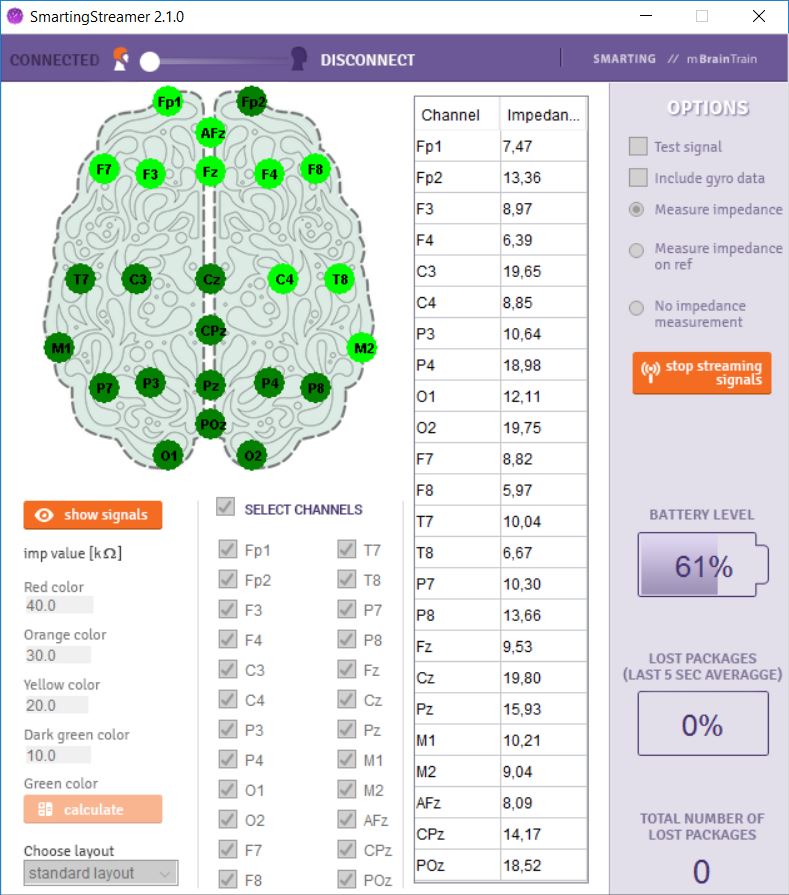 SmartingStreamer 2.1.0
CONNECTED
DISCONNECT
SMARTING // mBrainTrain
Fp1 Fp2
AFz
F7 F3 Fz F4 F8
T7 C3 Cz C4 T8
CPz
M1 M2
P7 P3 Pz P4 P8
POz
O1 O2
show signals
imp value [kΩ]
Red color
40.0
Orange color
30.0
Yellow color
20.0
Dark green color
10.0
Green color
calculate
Choose layout
standard layout
SELECT CHANNELS
Fp1 T7
Fp2 T8
F3 P7
F4 P8
C3 Fz
C4 Cz
P3 Pz
P4 M1
O1 M2
O2 AFz
F7 CPz
F8 POz
Channel Impedan...
Fp1 7,47
Fp2 13,36
F3 8,97
F4 6,39
C3 19,65
C4 8,85
P3 10,64
P4 18,98
O1 12,11
O2 19,75
F7 8,82
F8 5,97
T7 10,04
T8 6,67
P7 10,30
P8 13,66
Fz 9,53
Cz 19,80
Pz 15,93
M1 10,21
M2 9,04
AFz 8,09
CPz 14,17
POz 18,52
OPTIONS
Test signal
Include gyro data
Measure impedance
Measure impedance
on ref
No impedance
measurement
stop streaming
signals
BATTERY LEVEL
61%
LOST PACKAGES
(LAST 5 SEC AVERAGGE)
0%
TOTAL NUMBER OF
LOST PACKAGES
0